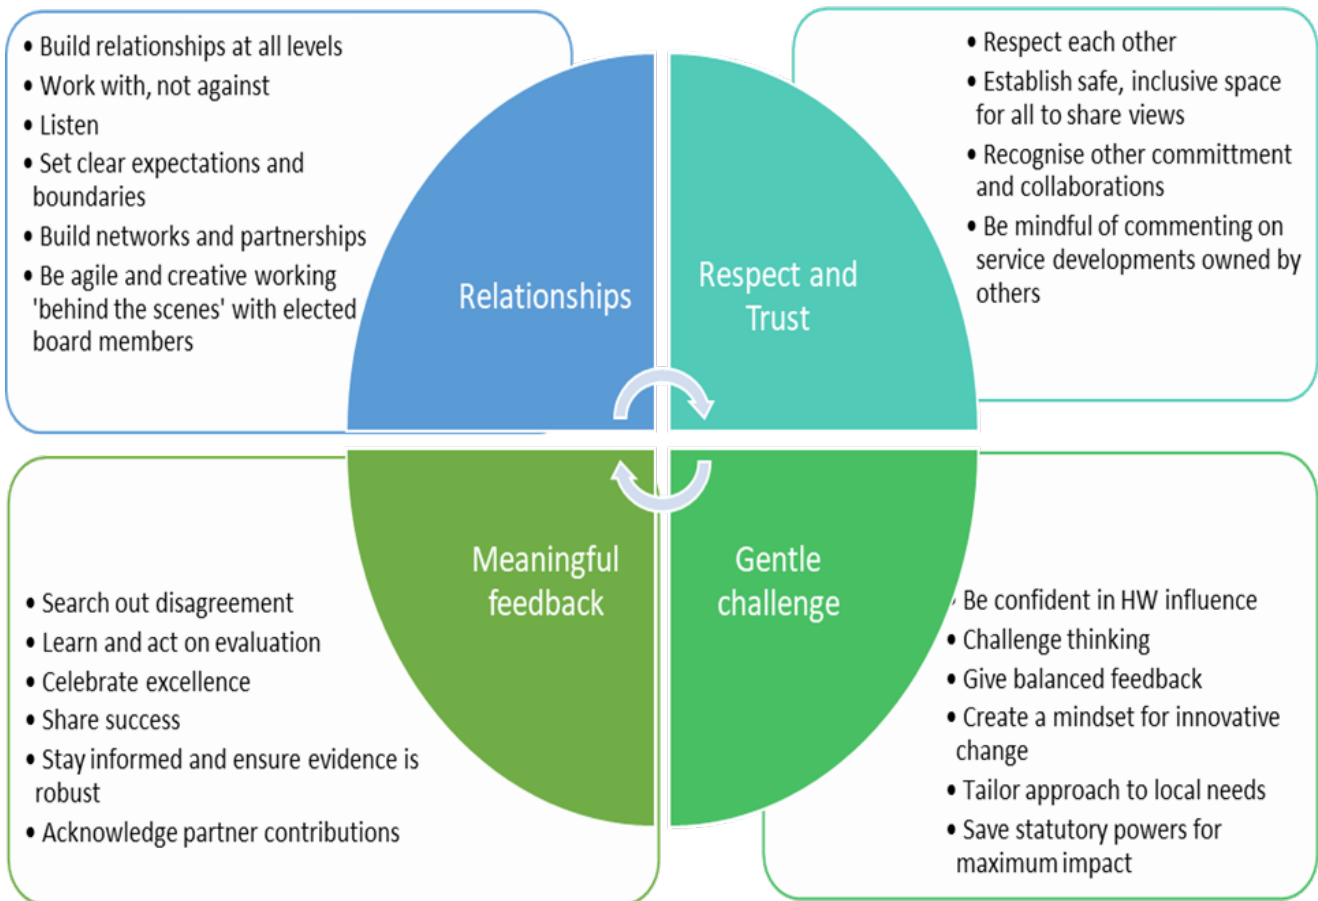 • Build relationships at all levels
• Work with, not against
• Listen
• Set clear expectations and
boundaries
• Build networks and partnerships
• Be agile and creative working
'behind the scenes' with elected
board members
Relationships
Respect and
Trust
• Respect each other
• Establish safe, inclusive space
for all to share views
• Recognise other committment
and collaborations
• Be mindful of commenting on
service developments owned by
others
• Search out disagreement
• Learn and act on evaluation
• Celebrate excellence
• Share success
• Stay informed and ensure evidence is
robust
• Acknowledge partner contributions
Meaningful
feedback
Gentle
challenge
• Be confident in HW influence
• Challenge thinking
• Give balanced feedback
• Create a mindset for innovative
change
• Tailor approach to local needs
• Save statutory powers for
maximum impact